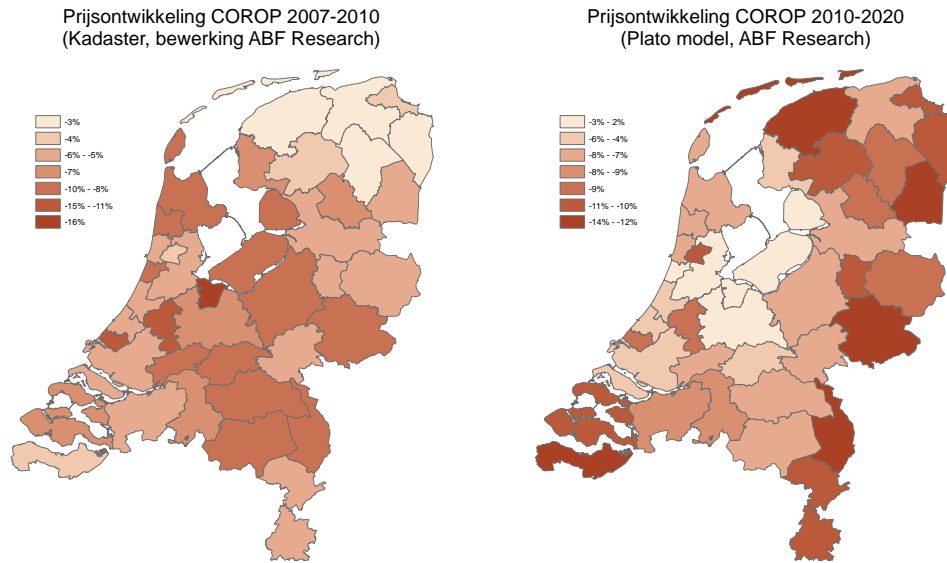 Prijsontwikkeling COROP 2007-2010
(Kadaster, bewerking ABF Research)
-3%
-4%
-6% - -5%
-7%
-10% - -8%
-15% - -11%
-16%
Prijsontwikkeling COROP 2010-2020
(Plato model, ABF Research)
-3% - 2%
-6% - -4%
-8% - -7%
-8% - -9%
-9%
-11% - -10%
-14% - -12%